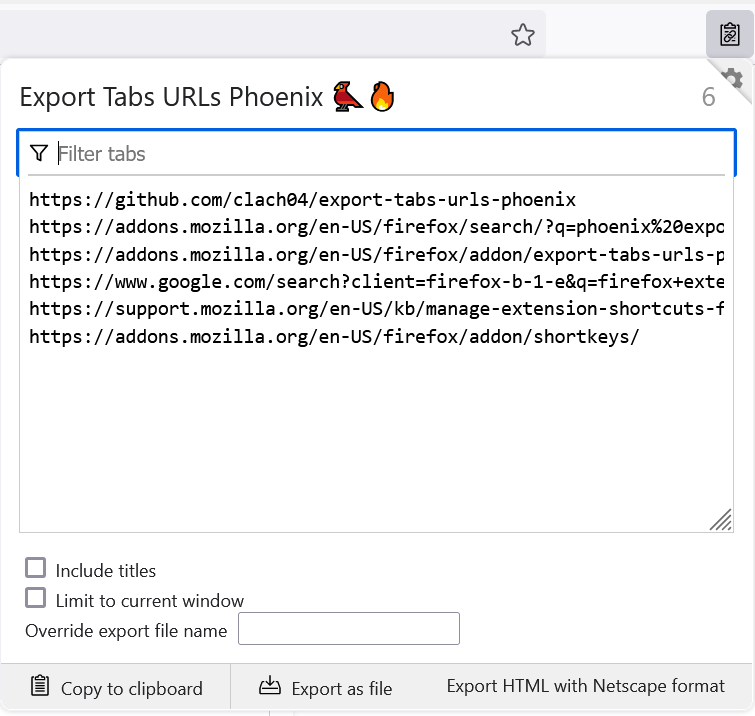 Export Tabs URLs Phoenix 6
Filter tabs
https://github.com/clach04/export-tabs-urls-phoenix
https://addons.mozilla.org/en-US/firefox/search/?q=phoenix%20expo
https://addons.mozilla.org/en-US/firefox/addon/export-tabs-urls-p
https://www.google.com/search?client=firefox-b-1-e&q=firefox+exte
https://support.mozilla.org/en-US/kb/manage-extension-shortcuts-f
https://addons.mozilla.org/en-US/firefox/addon/shortkeys/
Include titles
Limit to current window
Override export file name
Copy to clipboard Export as file Export HTML with Netscape format